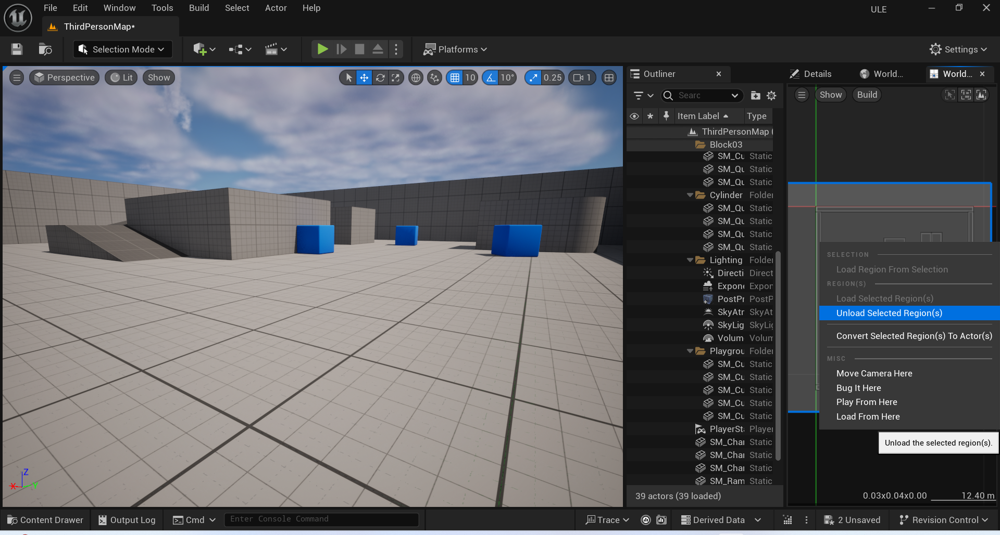 File Edit Window Tools Build Select Actor Help
ULE
ThirdPersonMap*
Selection Mode
Platforms
Settings
Perspective
Lit
Show
10
10°
0.25
1
Outliner
Details
World...
World...
Searc
Show
Build
Item Label
Type
ThirdPersonMap (
Block03
SM_Cu Static
SM_Qu Static
SM_Qu Static
Cylinder Folder
SM_Qu Static
SM_Qu Static
SM_Qu Static
SM_Qu Static
Lighting Folder
Directi Direct
Expone Expon
PostPr PostP
SkyAtr SkyAt
SkyLig SkyLig
Volum Volum
Playgrou Folder
SM_Cu Static
SM_Cu Static
SM_Cu Static
SM_Cu Static
SM_Cu Static
PlayerSta Player
SM_Char Static
SM_Char Static
SM_Char Static
SM_Ram Static
39 actors (39 loaded)
SELECTION
Load Region From Selection
REGION(S)
Load Selected Region(s)
Unload Selected Region(s)
Convert Selected Region(s) To Actor(s)
MISC
Move Camera Here
Bug It Here
Play From Here
Load From Here
Unload the selected region(s).
0.03x0.04x0.00
12.40 m
Z
X
Y
Content Drawer
Output Log
Cmd
Enter Console Command
Trace
Derived Data
2 Unsaved
Revision Control